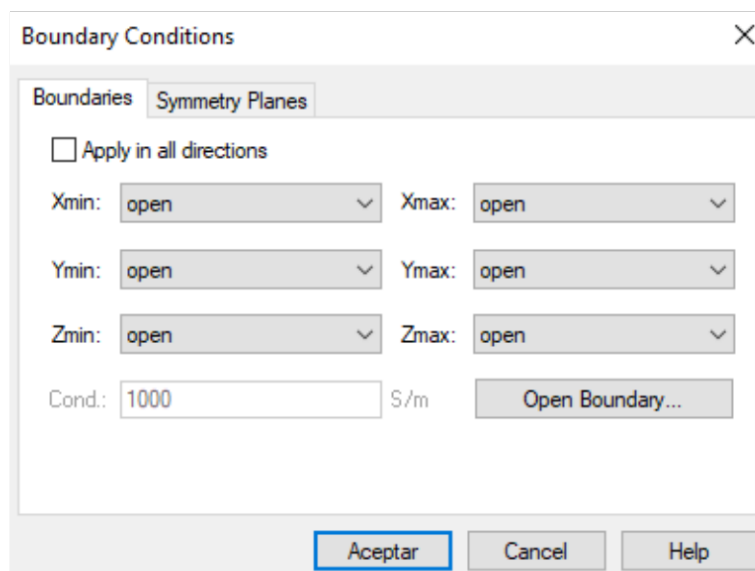 Boundary Conditions
Boundaries Symmetry Planes
Apply in all directions
Xmin: open Xmax: open
Ymin: open Ymax: open
Zmin: open Zmax: open
Cond.: 1000 S/m Open Boundary...
Aceptar Cancel Help